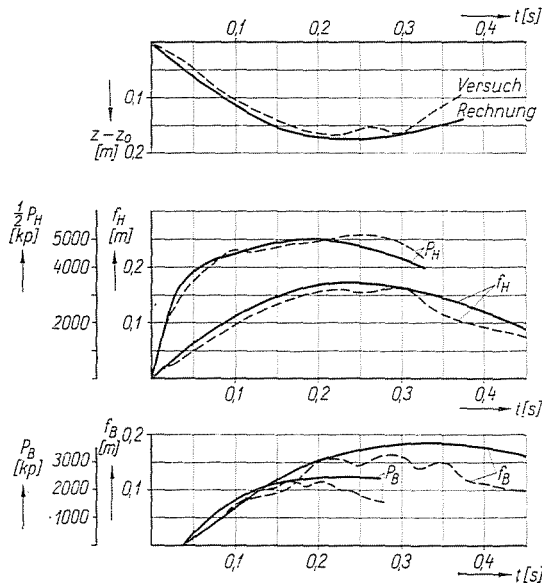 t [s]
0,1 0,2 0,3 0,4
0,1
z – z₀
[m]
0,2
Versuch
Rechnung
½ P_H
[kp]
f_H
[m]
5000
4000
2000
0,2
0,1
P_H
f_H
0,1 0,2 0,3 0,4
t [s]
P_B
[kp]
f_B
[m]
0,2
3000
2000
1000
0,1
P_B
f_B
0,1 0,2 0,3 0,4
t [s]